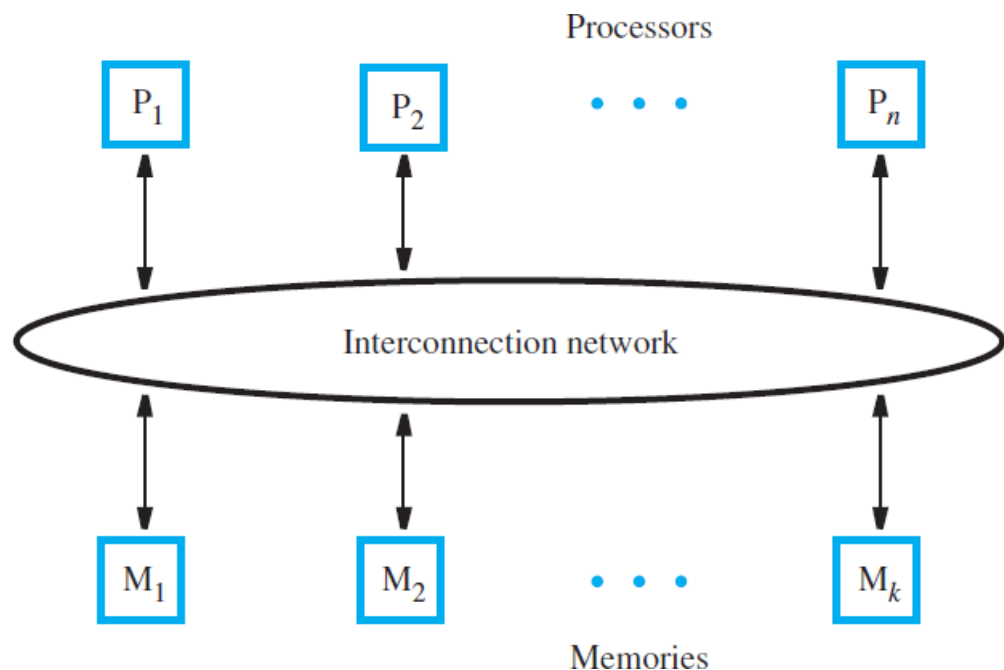 Processors
P1 P2 • • • Pn
Interconnection network
M1 M2 • • • Mk
Memories